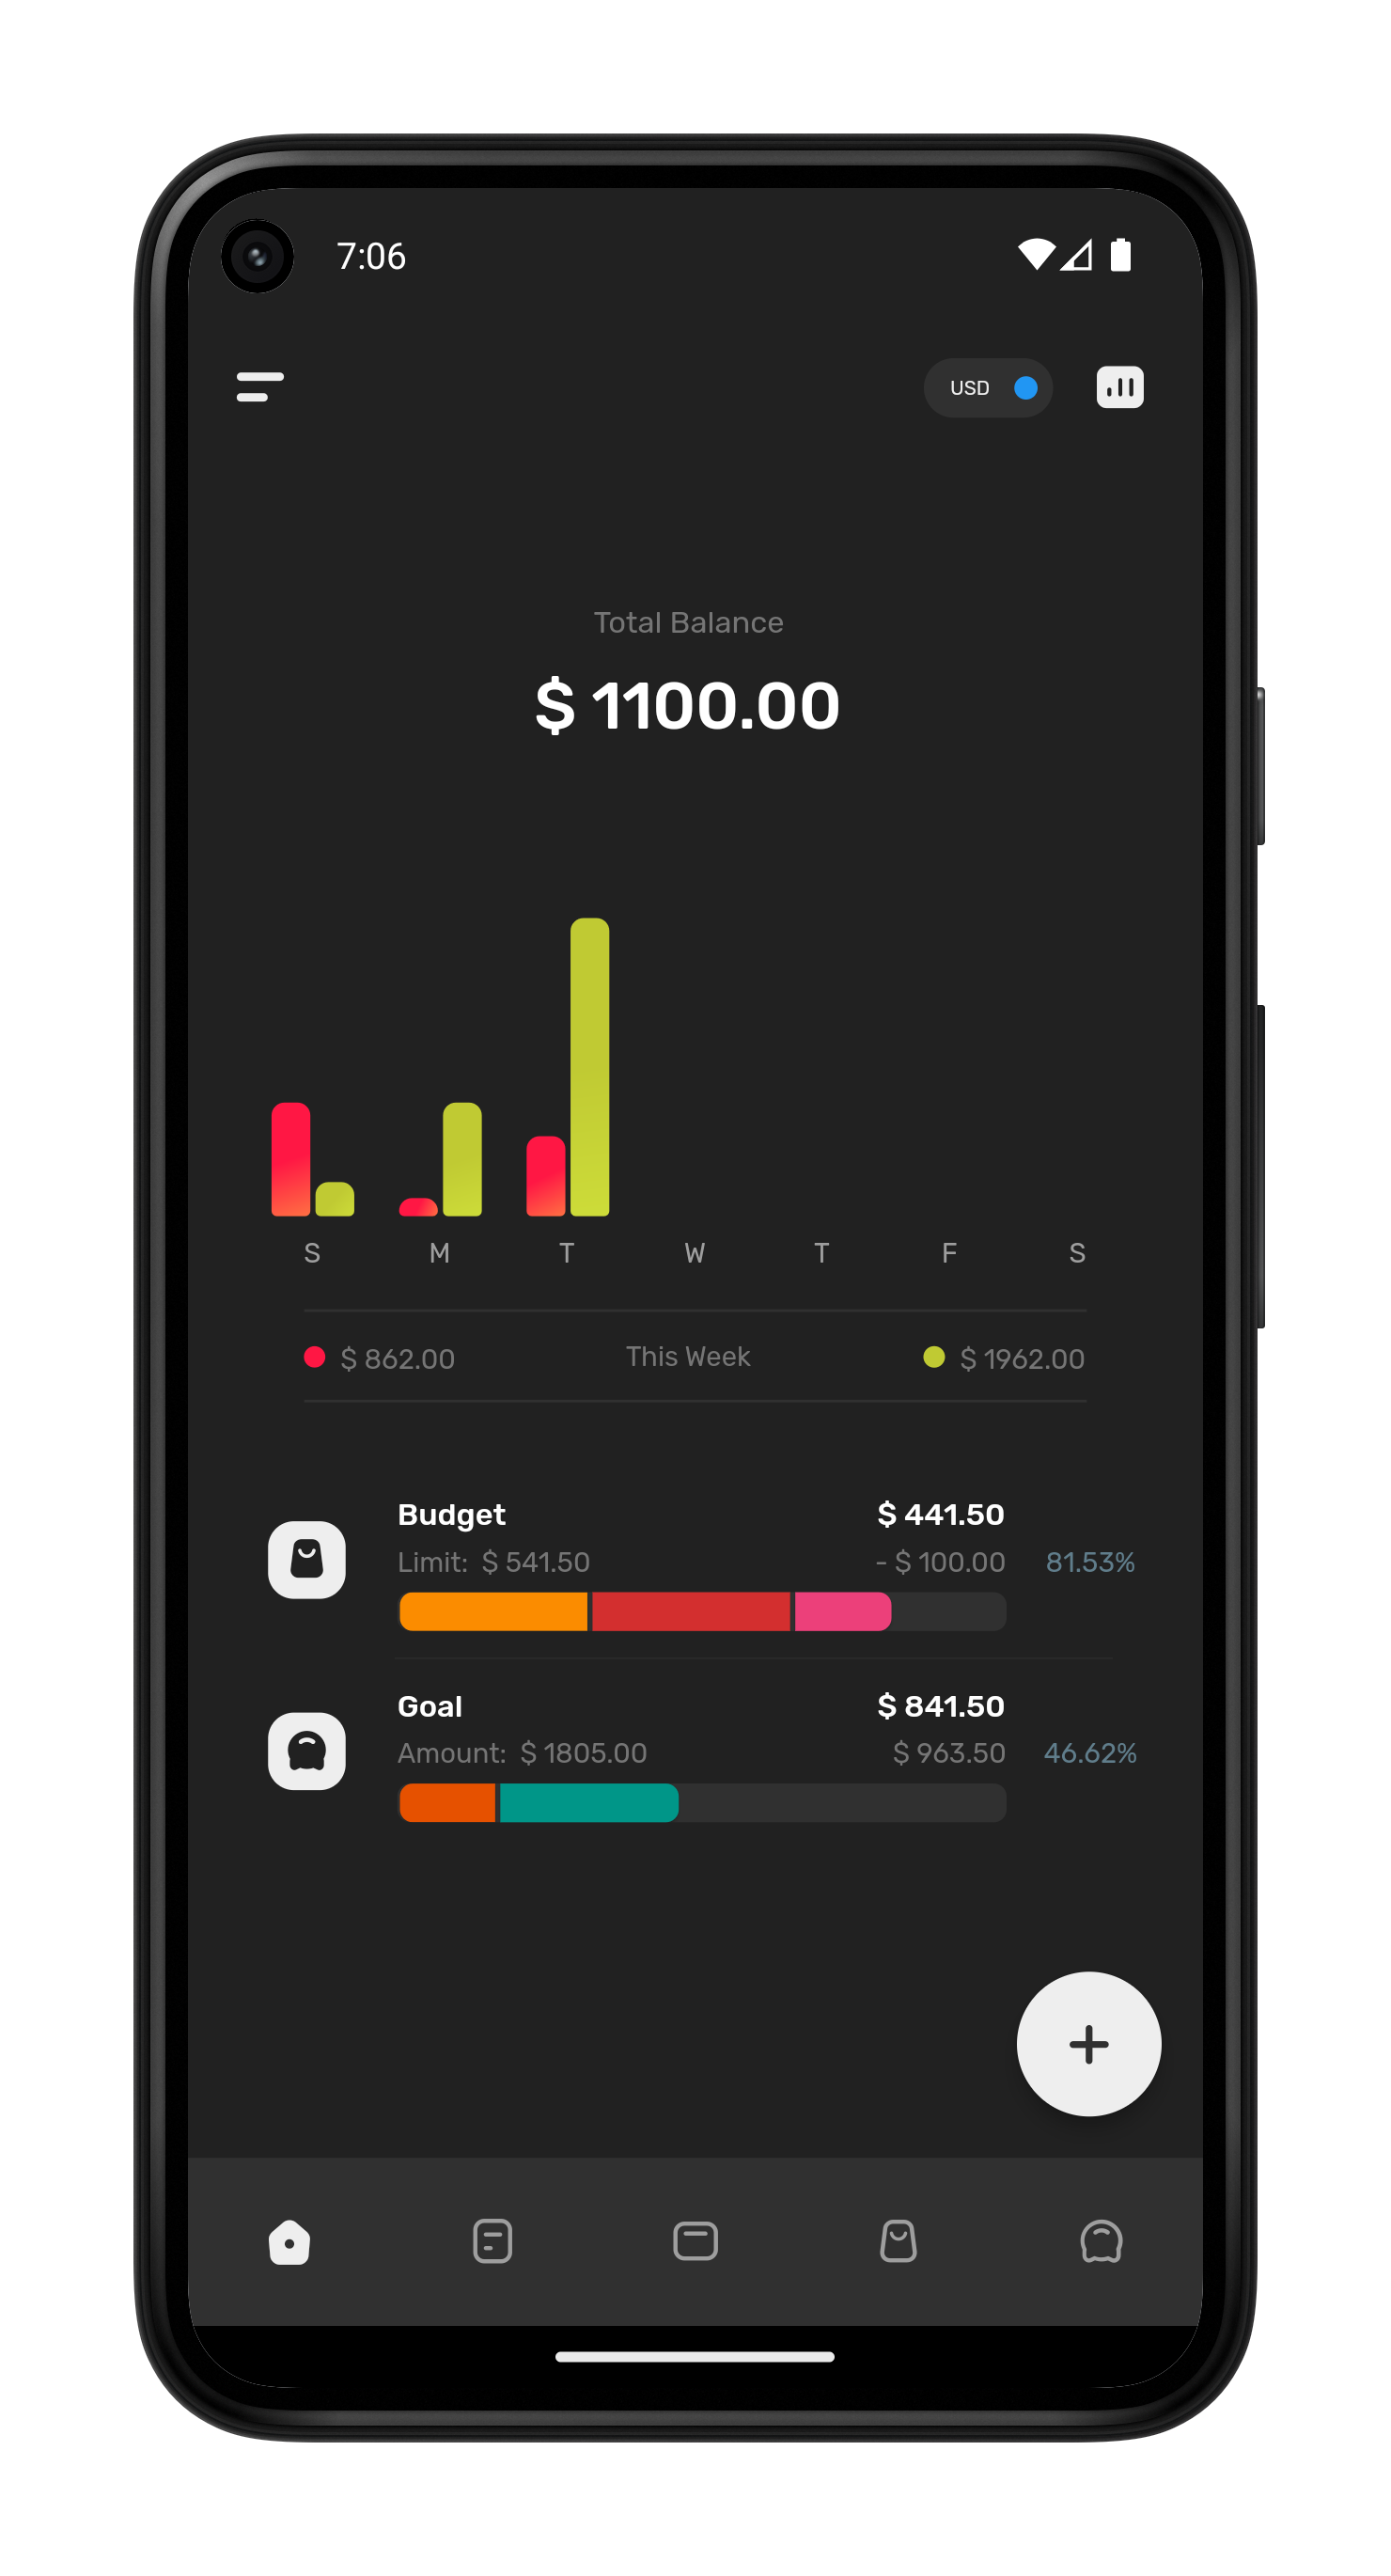 7:06
USD
Total Balance
$ 1100.00
S M T W T F S
$ 862.00 This Week $ 1962.00
Budget $ 441.50
Limit: $ 541.50 - $ 100.00 81.53%
Goal $ 841.50
Amount: $ 1805.00 $ 963.50 46.62%